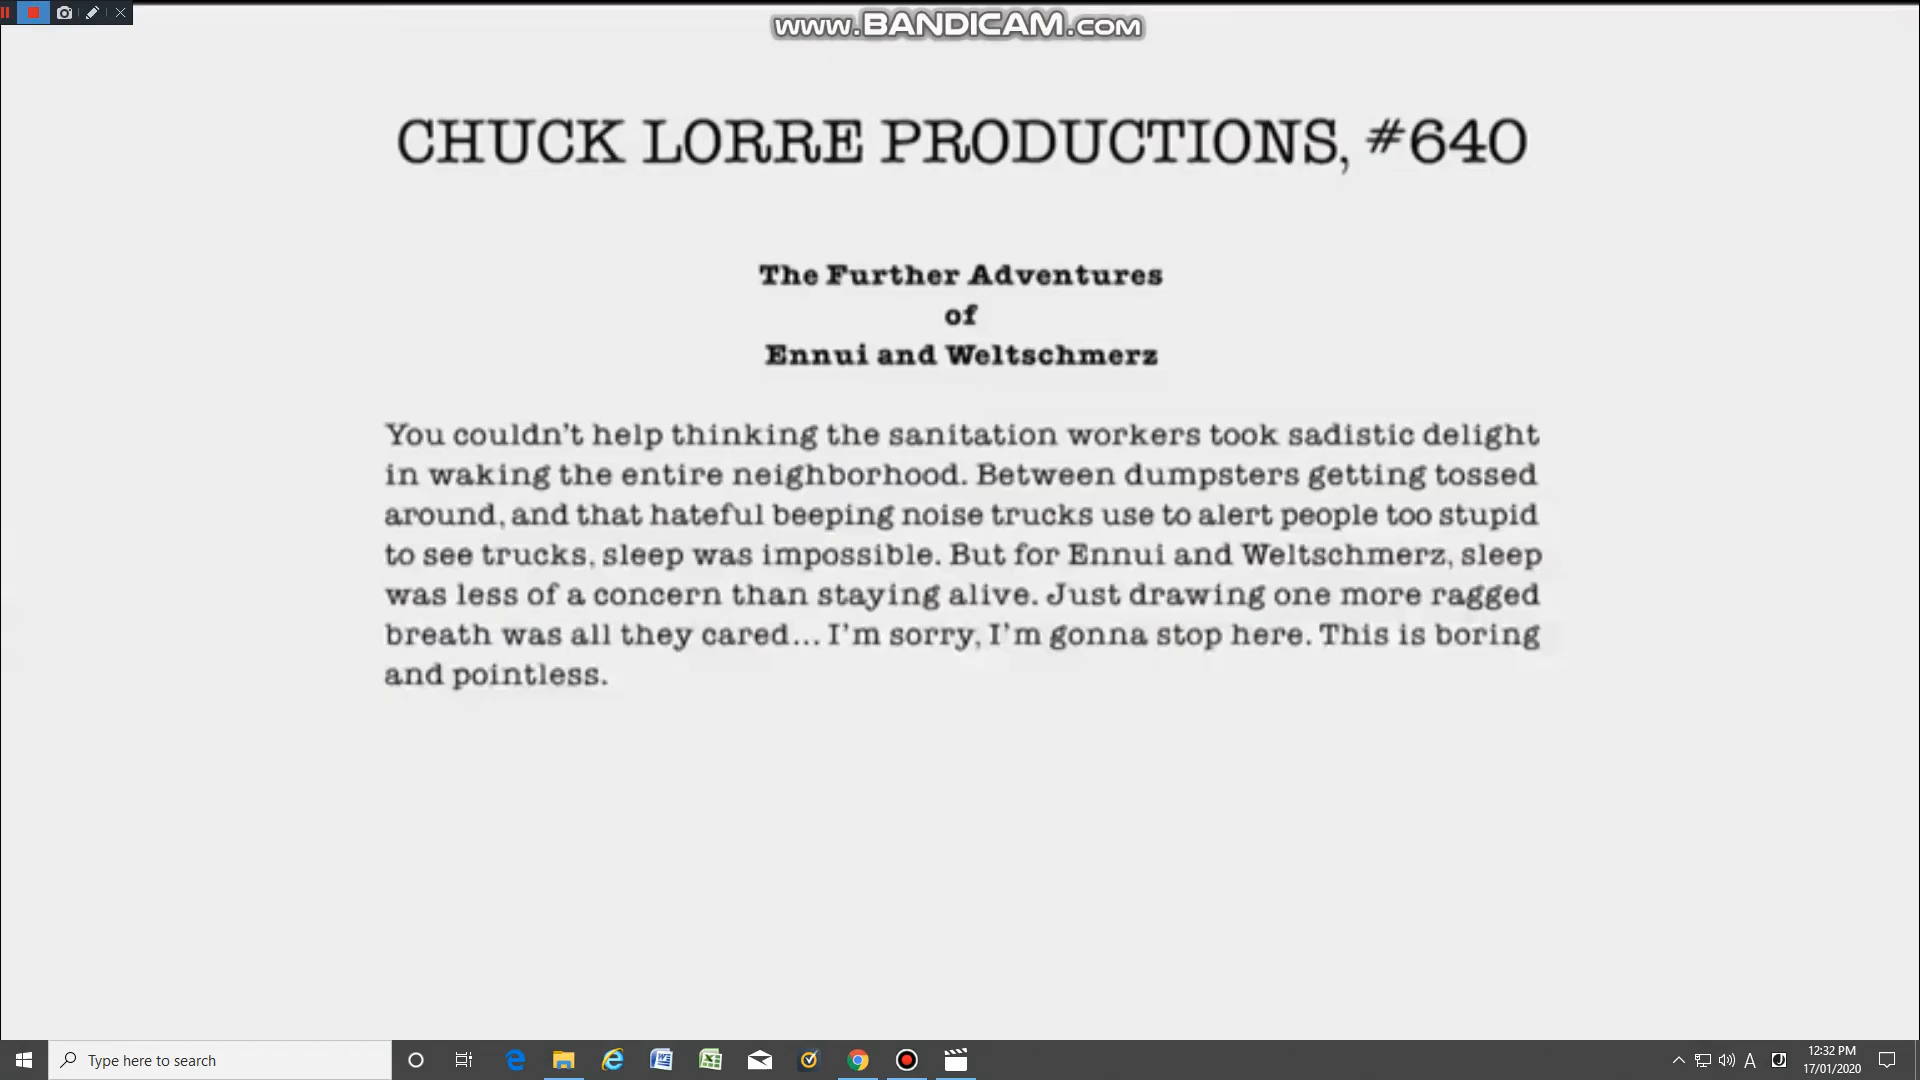 www.BANDICAM.com
CHUCK LORRE PRODUCTIONS, #640
The Further Adventures
of
Ennui and Weltschmerz
You couldn't help thinking the sanitation workers took sadistic delight
in waking the entire neighborhood. Between dumpsters getting tossed
around, and that hateful beeping noise trucks use to alert people too stupid
to see trucks, sleep was impossible. But for Ennui and Weltschmerz, sleep
was less of a concern than staying alive. Just drawing one more ragged
breath was all they cared... I'm sorry, I'm gonna stop here. This is boring
and pointless.
Type here to search
A
12:32 PM
17/01/2020